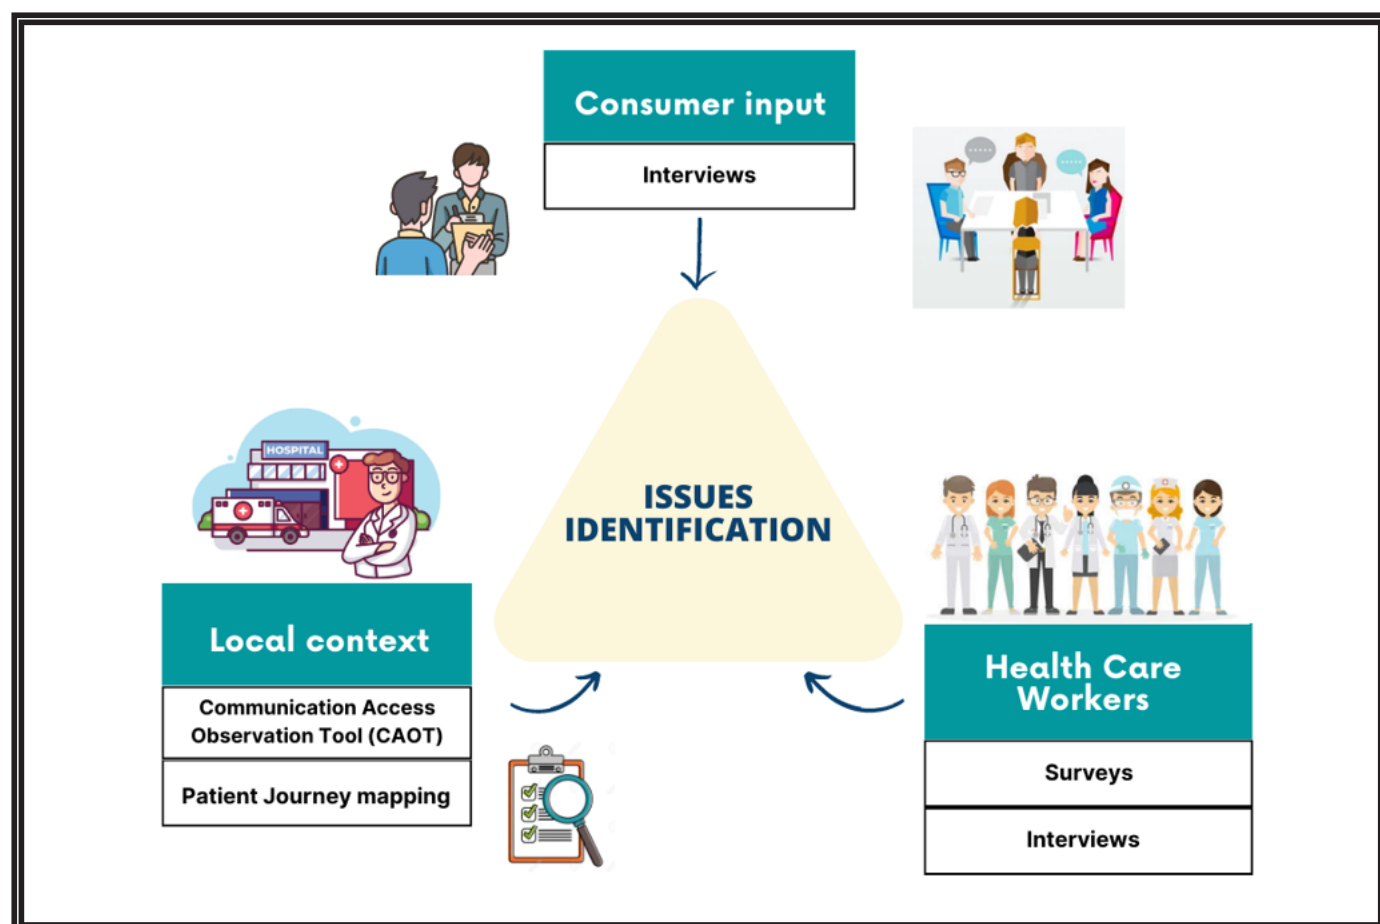 Consumer input
Interviews
HOSPITAL
ISSUES
IDENTIFICATION
Local context
Communication Access
Observation Tool (CAOT)
Patient Journey mapping
Health Care
Workers
Surveys
Interviews